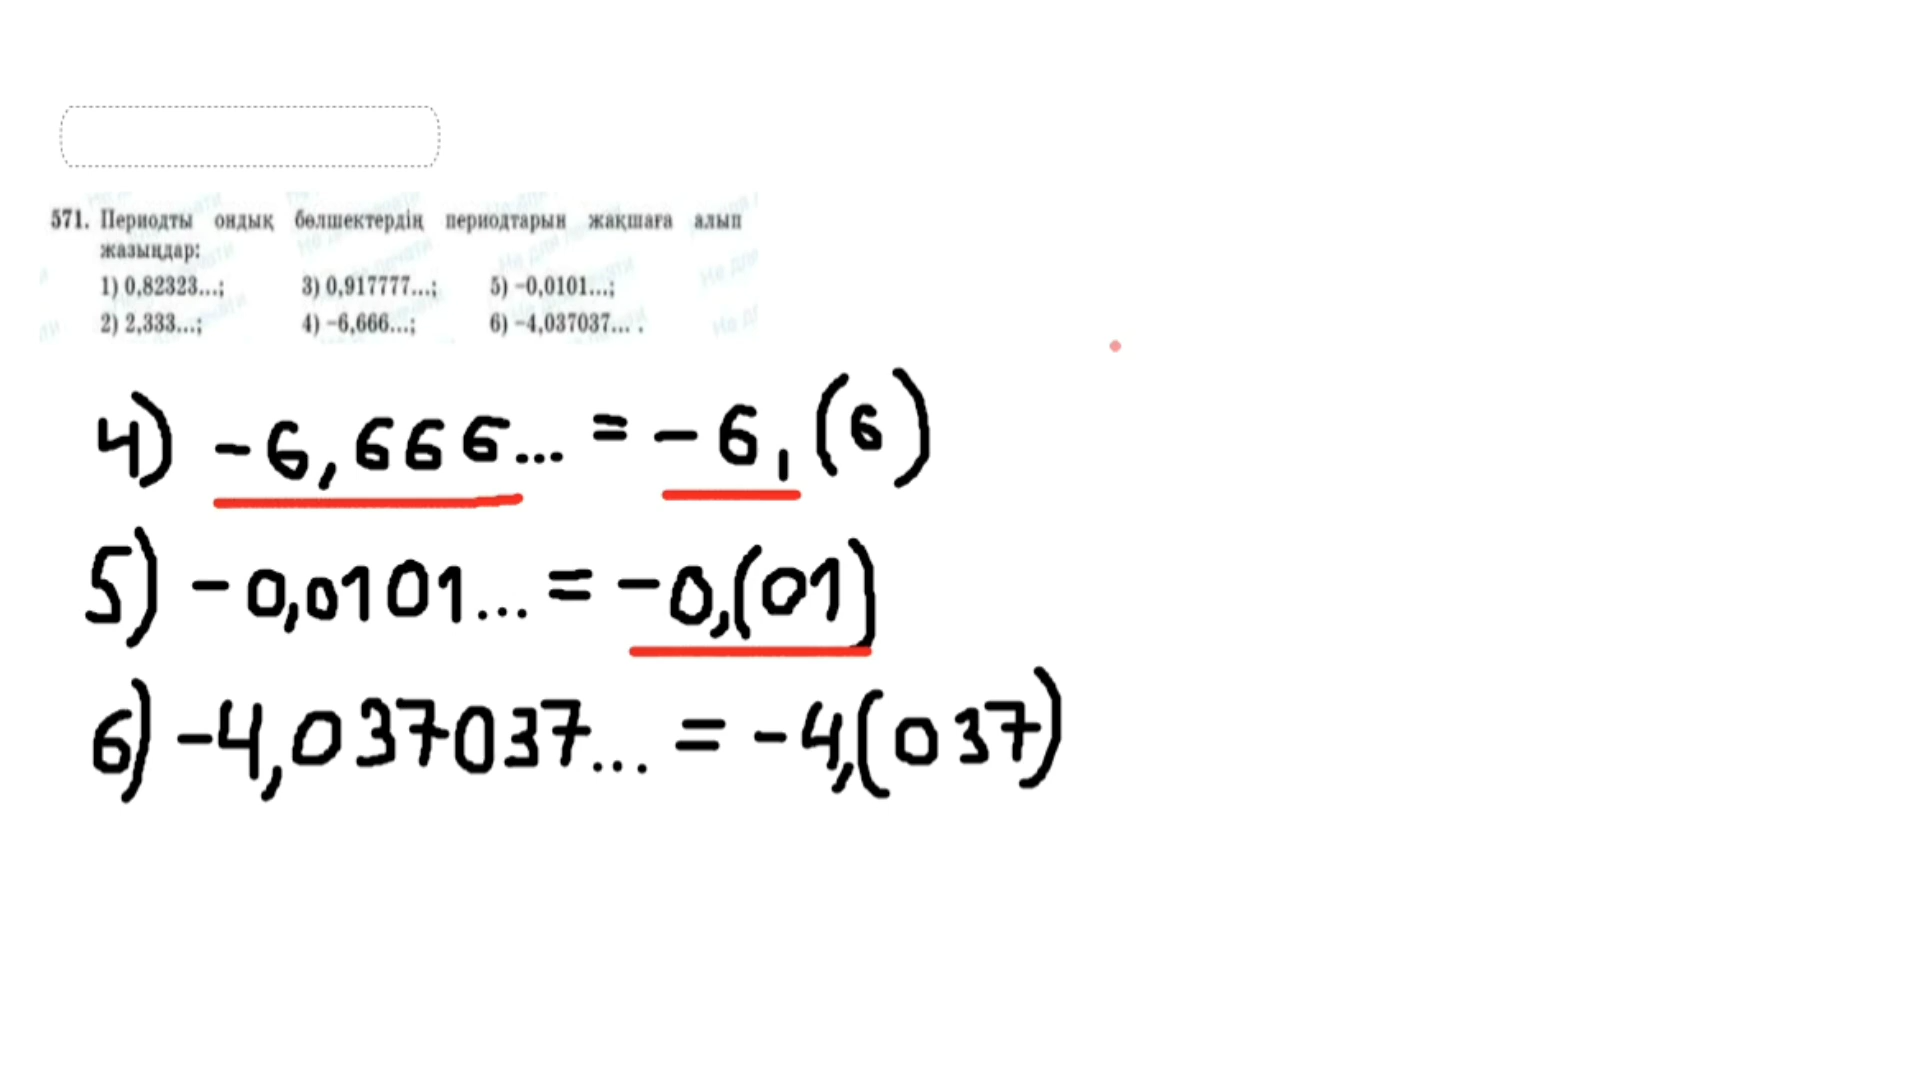 571. Периодты ондық бөлшектердің периодтарын жақшаға алып
жазыңдар:
1) 0,82323...; 3) 0,917777...; 5) −0,0101...;
2) 2,333...; 4) −6,666...; 6) −4,037037... .
4) -6,666... = -6,(6)
5) -0,0101... = -0,(01)
6) -4,037037... = -4,(037)